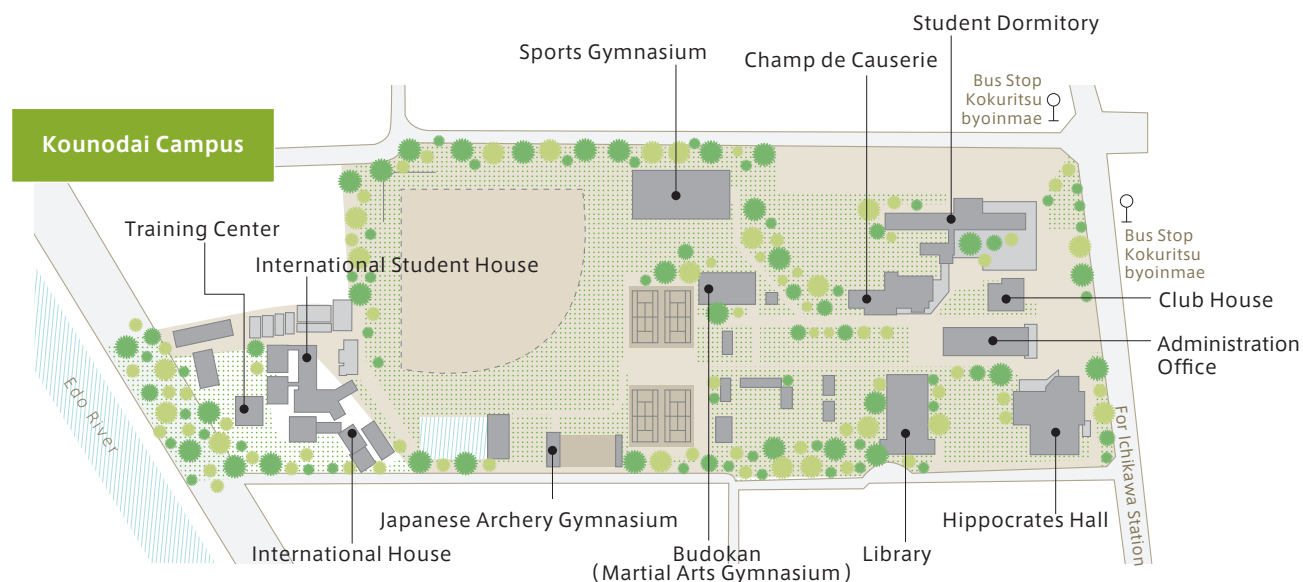 Student Dormitory
Sports Gymnasium
Champ de Causerie
Bus Stop
Kokuritsu
byoinmae
Kounodai Campus
Training Center
International Student House
Bus Stop
Kokuritsu
byoinmae
Club House
Administration
Office
Edo River
For Ichikawa Station
Japanese Archery Gymnasium
Hippocrates Hall
International House
Budokan
(Martial Arts Gymnasium)
Library